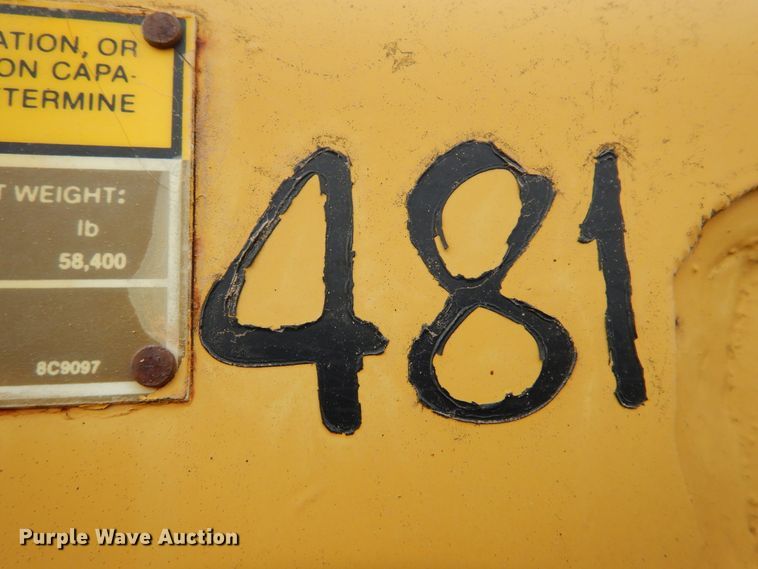 ATION, OR
ON CAPA-
TERMINE
T WEIGHT:
lb
58,400
8C9097
481
Purple Wave Auction